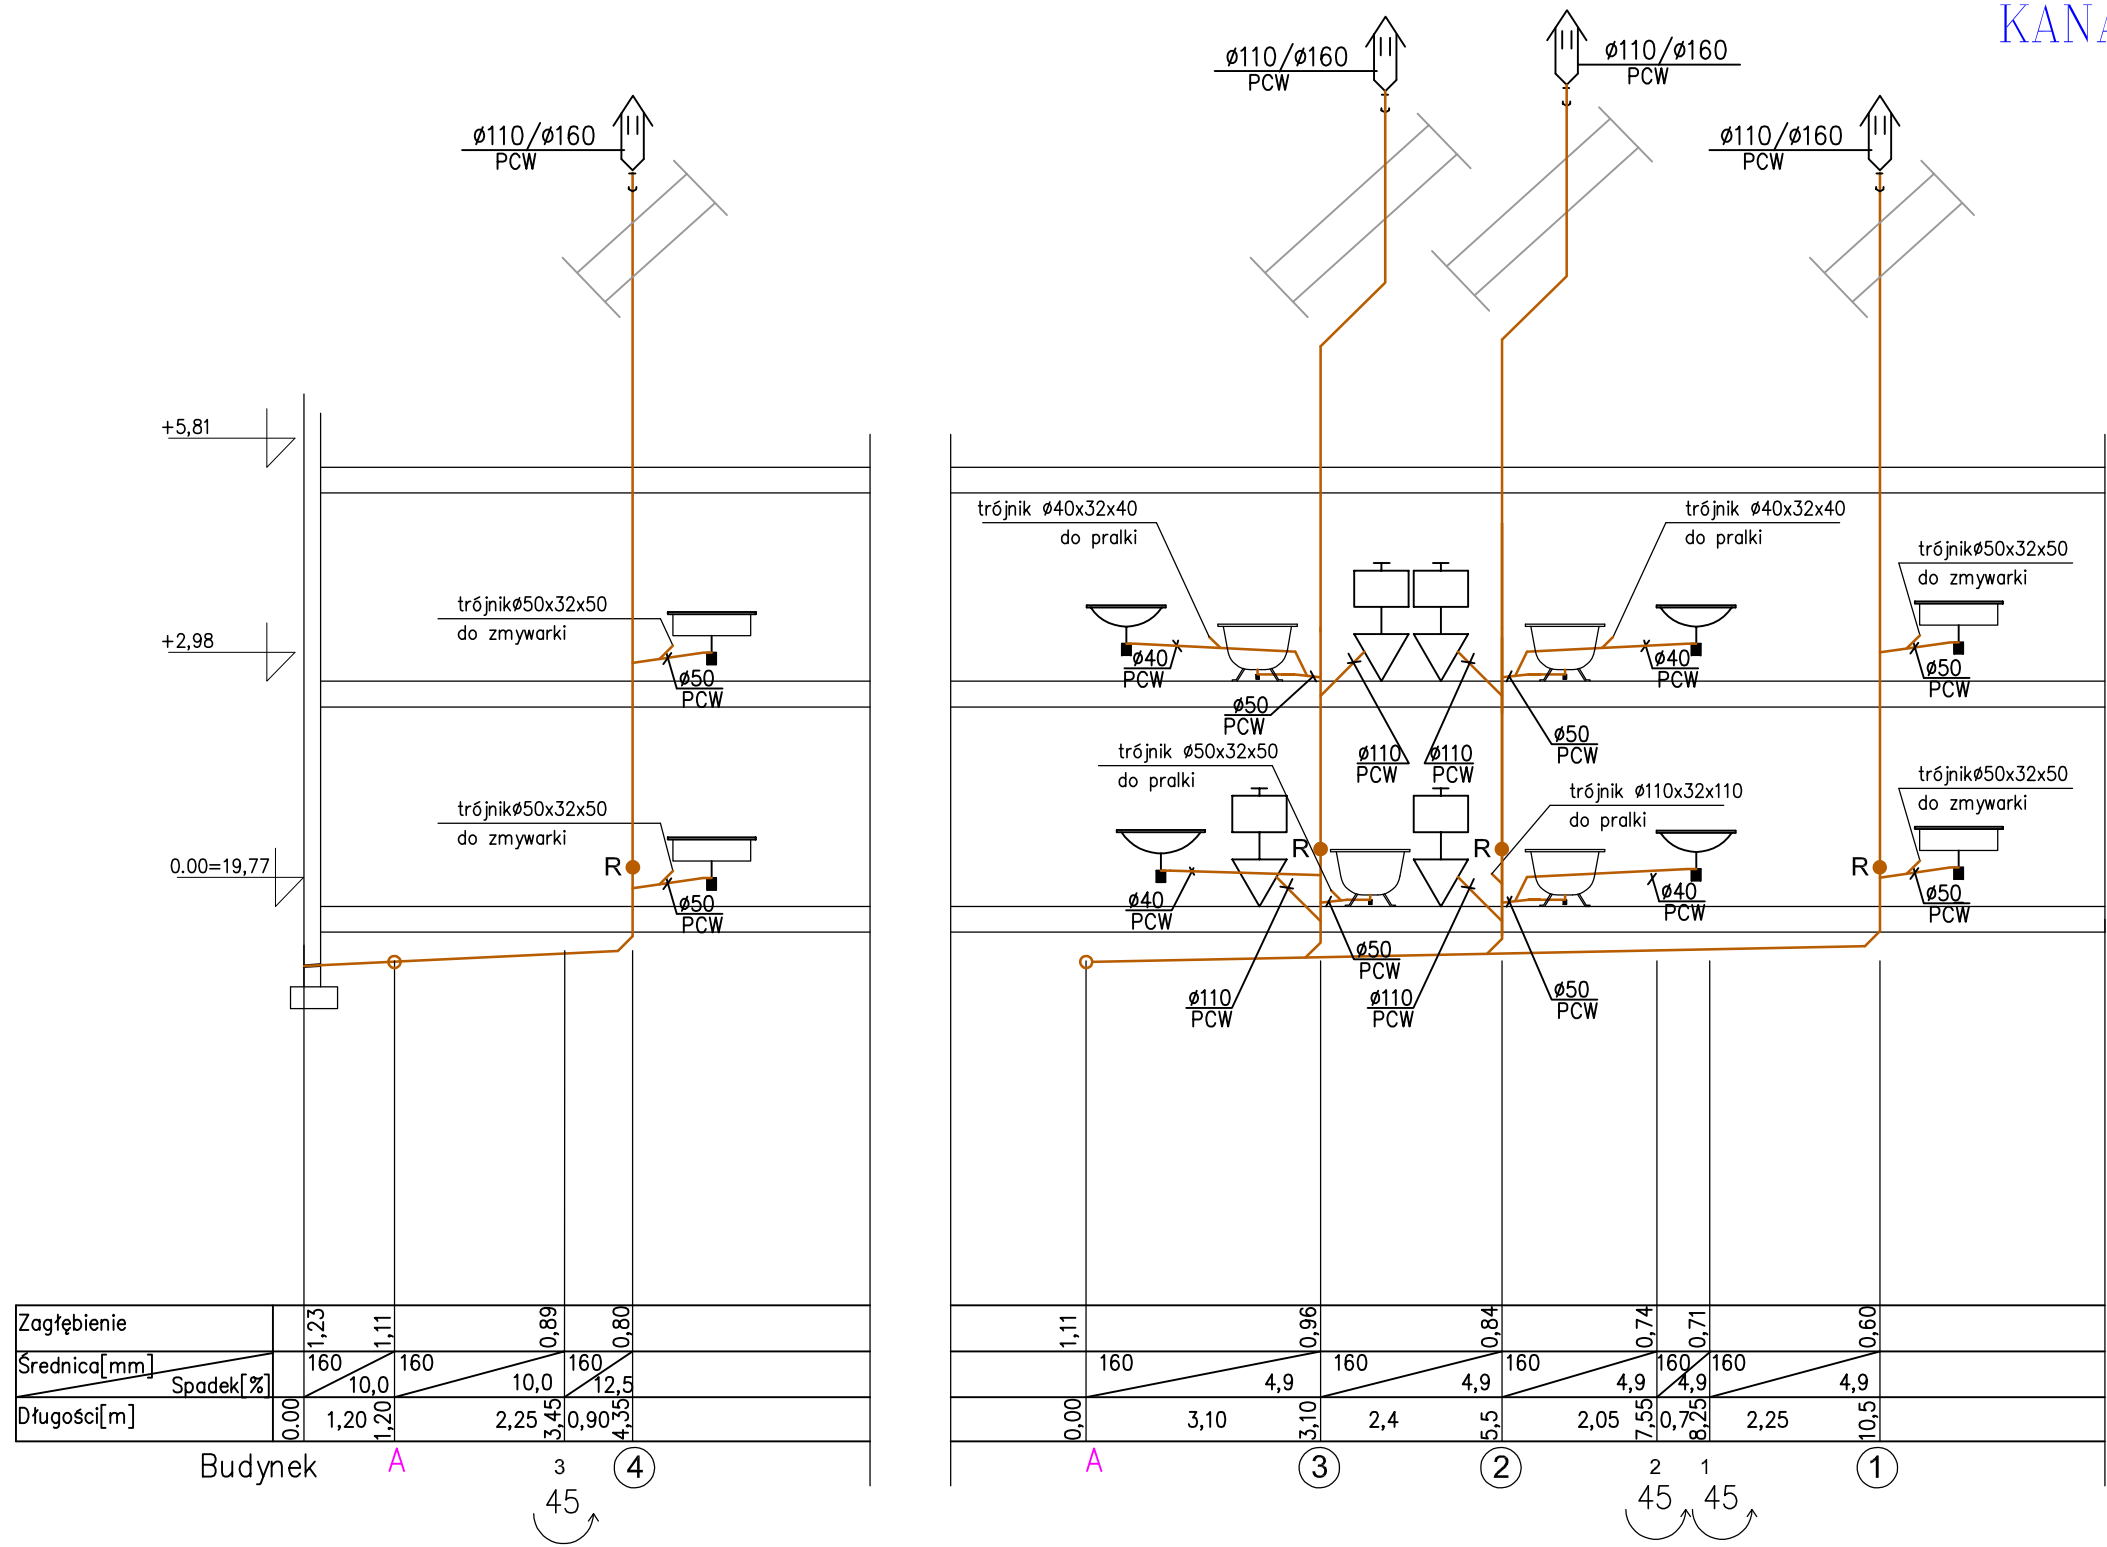 KANA
ø110/ø160
PCW
ø110/ø160
PCW
ø110/ø160
PCW
ø110/ø160
PCW
+5,81
+2,98
0.00=19,77
trójnikø50x32x50
do zmywarki
ø50
PCW
trójnikø50x32x50
do zmywarki
R
ø50
PCW
trójnik ø40x32x40
do pralki
trójnik ø40x32x40
do pralki
trójnikø50x32x50
do zmywarki
ø40
PCW
ø40
PCW
ø50
PCW
ø50
PCW
ø50
PCW
ø110
PCW
ø110
PCW
trójnik ø50x32x50
do pralki
trójnik ø110x32x110
do pralki
trójnikø50x32x50
do zmywarki
R
R
R
ø40
PCW
ø40
PCW
ø50
PCW
ø50
PCW
ø110
PCW
ø110
PCW
ø50
PCW
Zagłębienie
1,23
1,11
0,89
0,80
1,11
0,96
0,84
0,74
0,71
0,60
Średnica[mm]
160
160
160
160
160
160
160
160
Spadek[%]
10,0
10,0
12,5
4,9
4,9
4,9
4,9
4,9
Długości[m]
0.00
1,20
1,20
2,25
3,45
0,90
4,35
0,00
3,10
3,10
2,4
5,5
2,05
7,55
0,7
8,25
2,25
10,5
Budynek
A
3
4
A
3
2
2
1
1
45
45
45